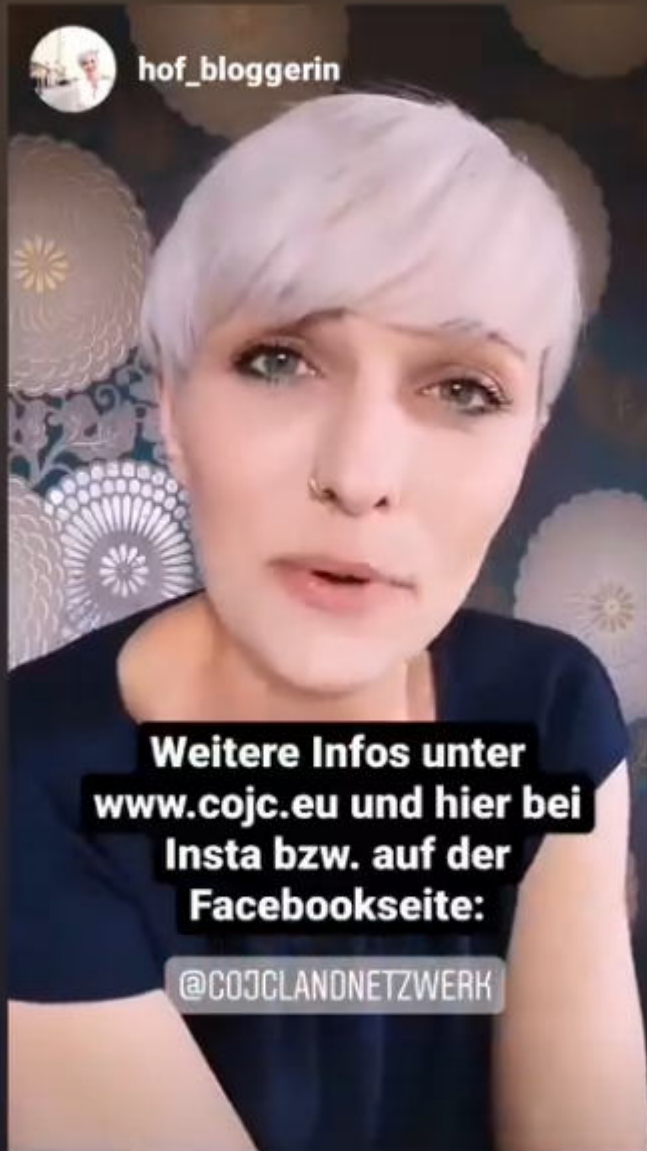 hof_bloggerin
Weitere Infos unter
www.cojc.eu und hier bei
Insta bzw. auf der
Facebookseite:
@COJCLANDNETZWERK